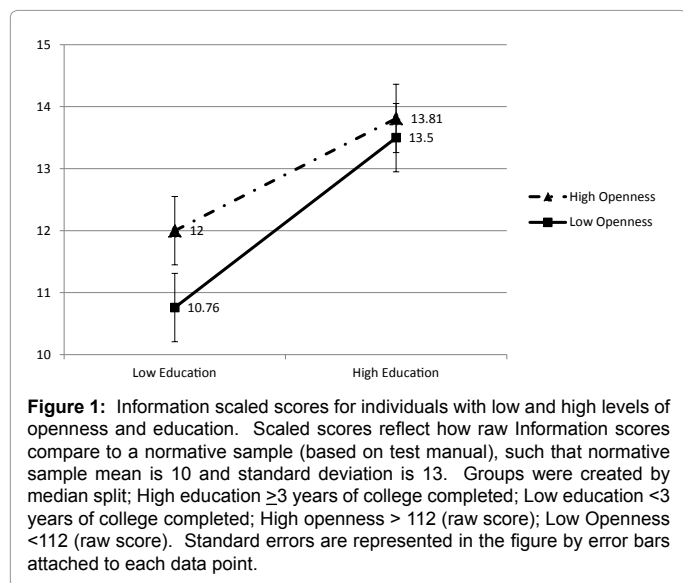 15
14
13
12
11
10
13.81
13.5
12
10.76
High Openness
Low Openness
Low Education
High Education
Figure 1: Information scaled scores for individuals with low and high levels of
openness and education. Scaled scores reflect how raw Information scores
compare to a normative sample (based on test manual), such that normative
sample mean is 10 and standard deviation is 13. Groups were created by
median split; High education ≥3 years of college completed; Low education <3
years of college completed; High openness > 112 (raw score); Low Openness
<112 (raw score). Standard errors are represented in the figure by error bars
attached to each data point.